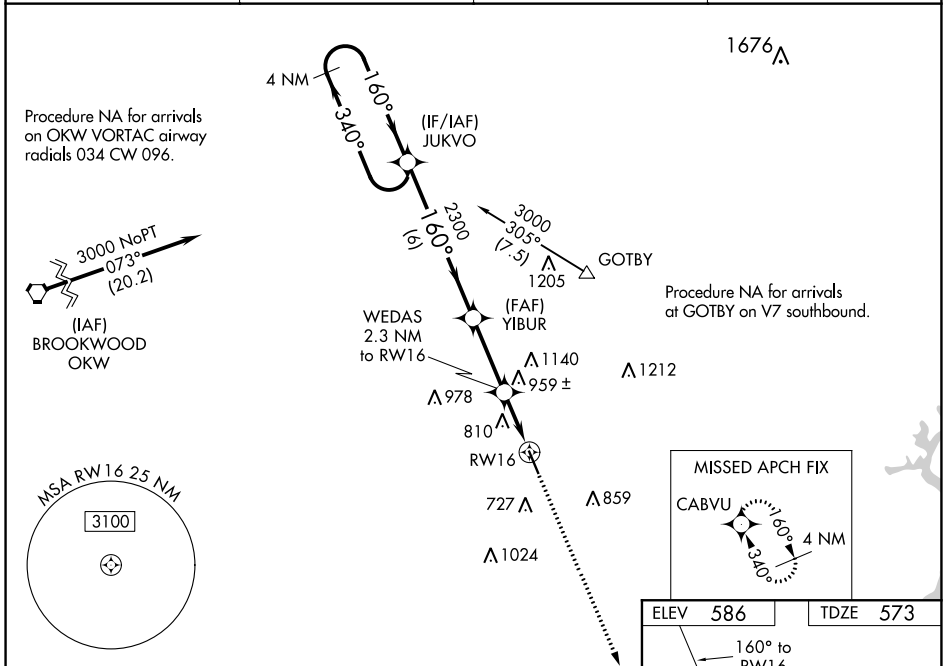 1676
4 NM
160°
340°
(IF/IAF)
JUKVO
Procedure NA for arrivals
on OKW VORTAC airway
radials 034 CW 096.
2300
160°
(6)
3000
305°
(7.5)
GOTBY
1205
3000 NoPT
073°
(20.2)
(IAF)
BROOKWOOD
OKW
Procedure NA for arrivals
at GOTBY on V7 southbound.
(FAF)
YIBUR
WEDAS
2.3 NM
to RW16
1140
959 ±
1212
978
810
RW16
MSA RW16 25 NM
3100
727
859
1024
MISSED APCH FIX
CABVU
160°
340°
4 NM
ELEV 586
TDZE 573
160° to
RW16